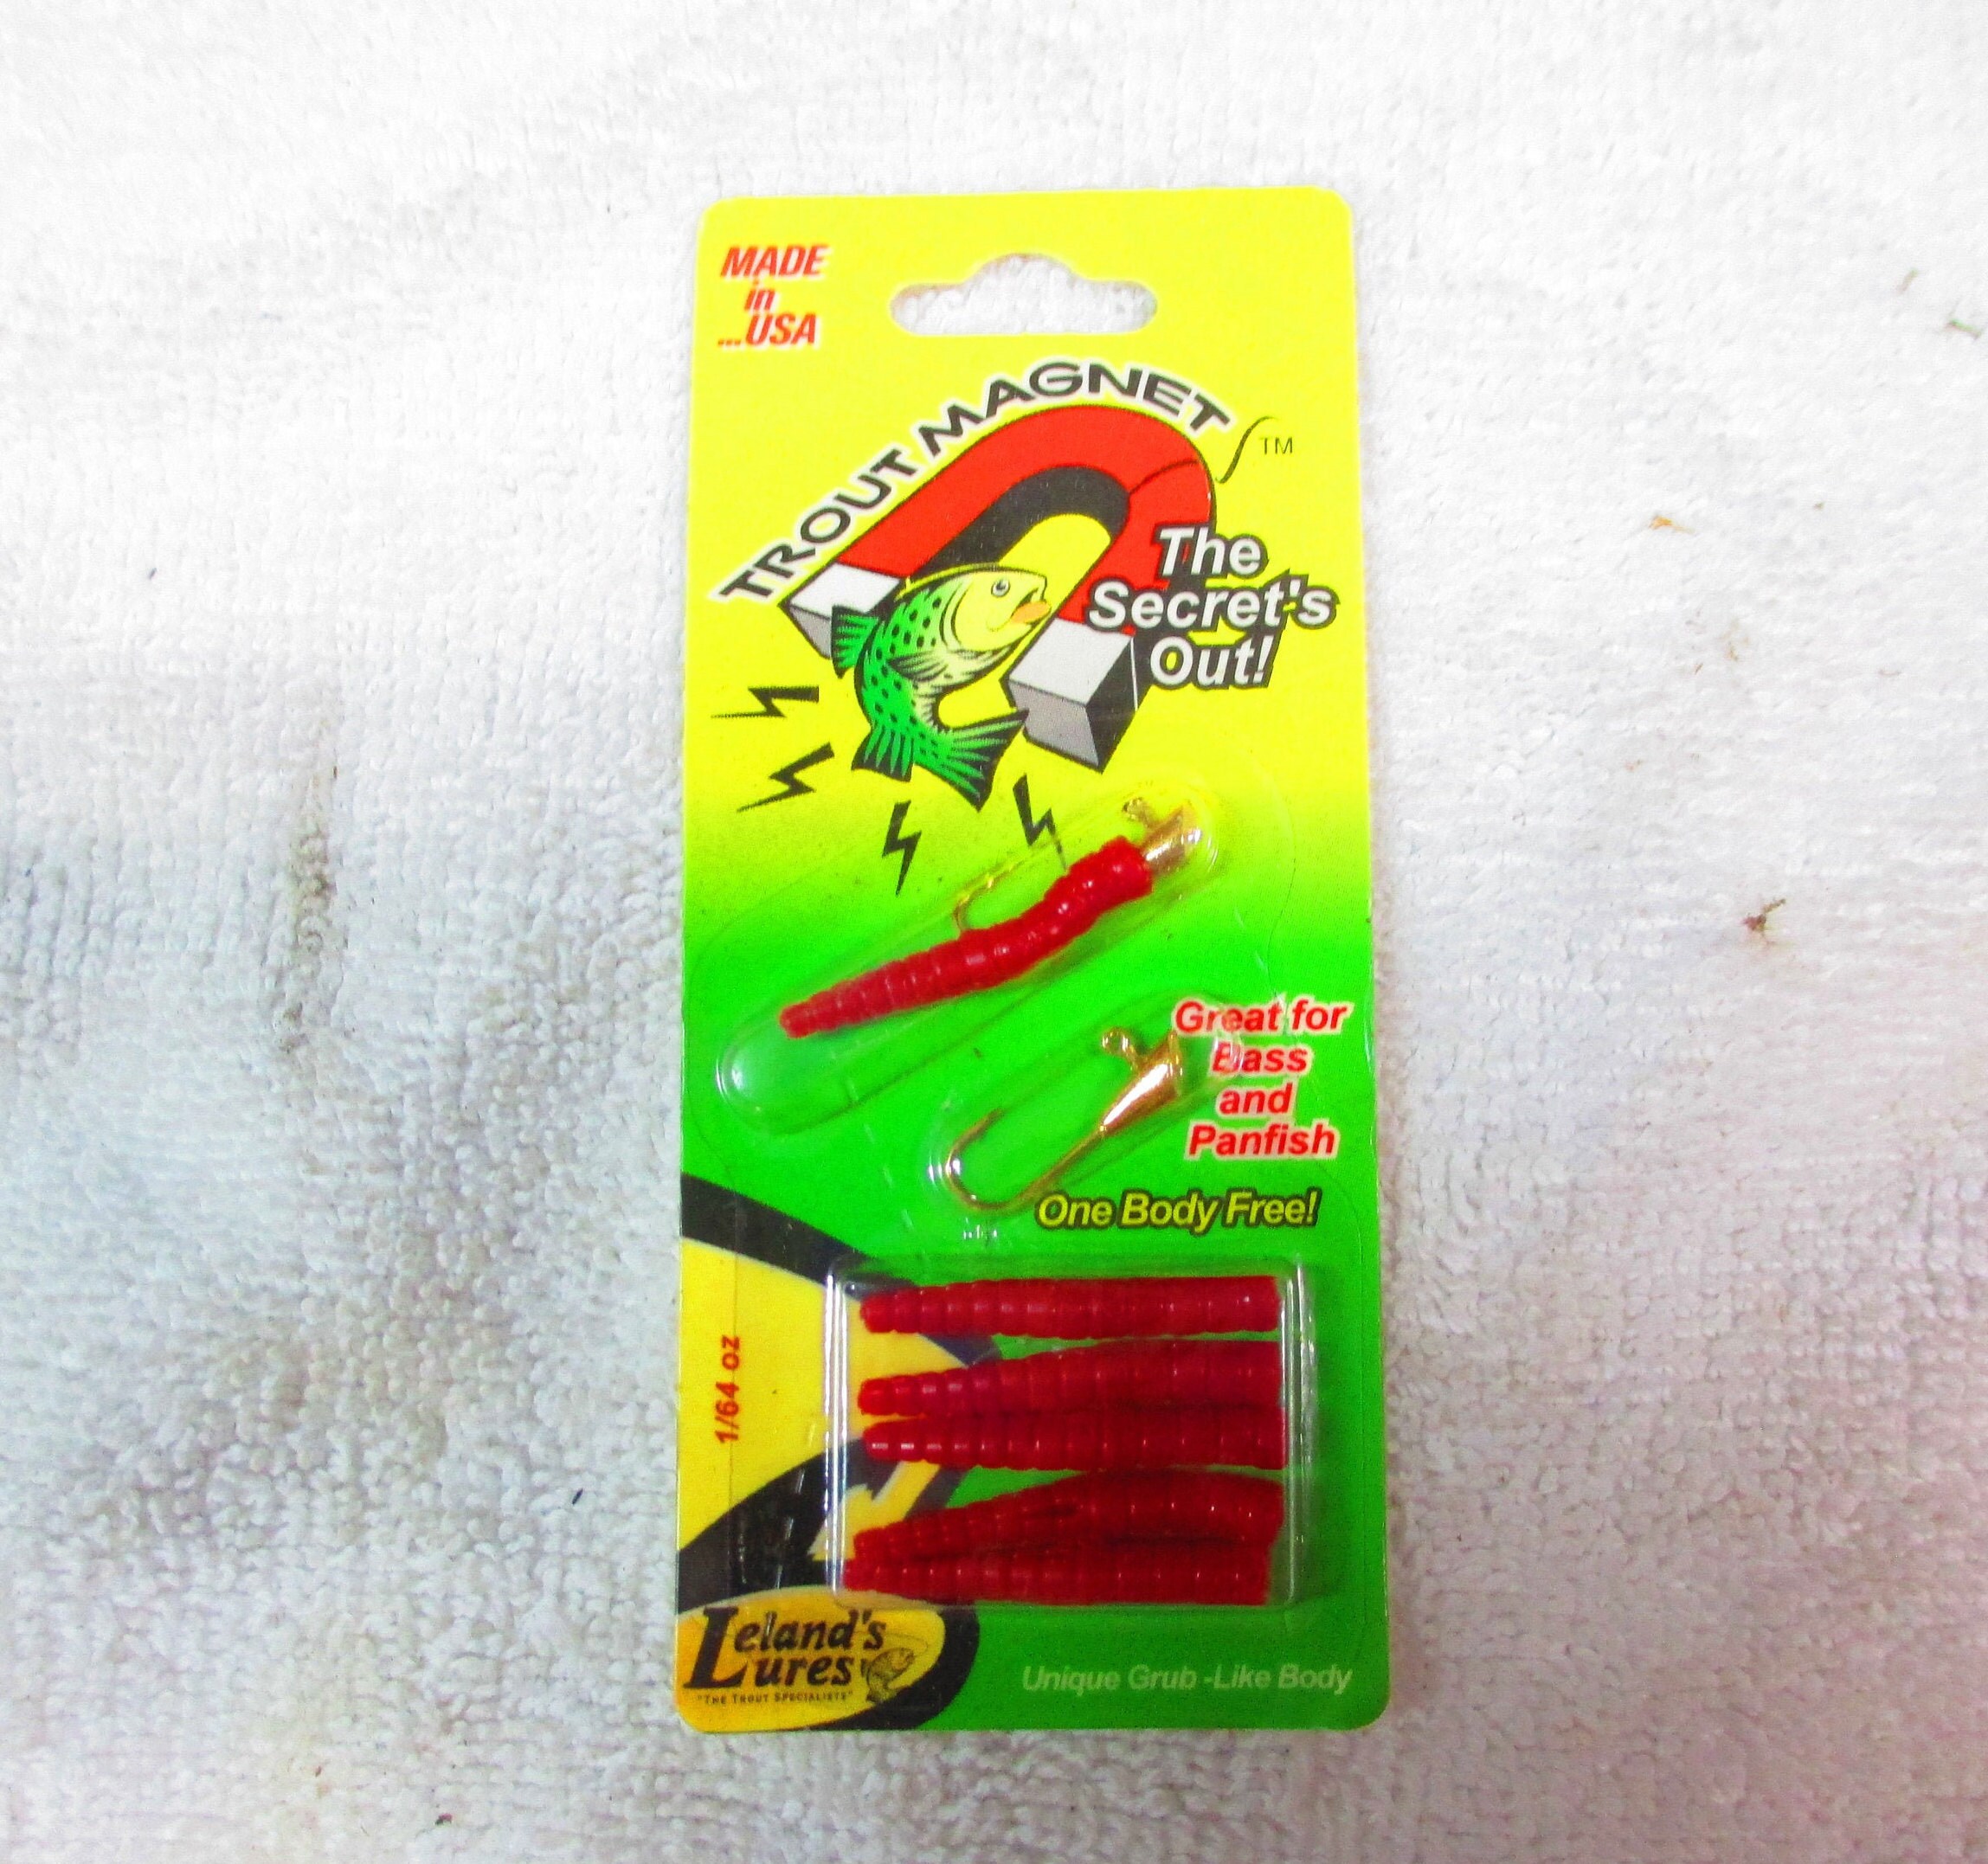 MADE
in
...USA
TROUT MAGNET
TM
The
Secret's
Out!
Great for
Bass
and
Panfish
One Body Free!
1/64 oz
Leland's
Lures
"THE TROUT SPECIALISTS"
Unique Grub -Like Body